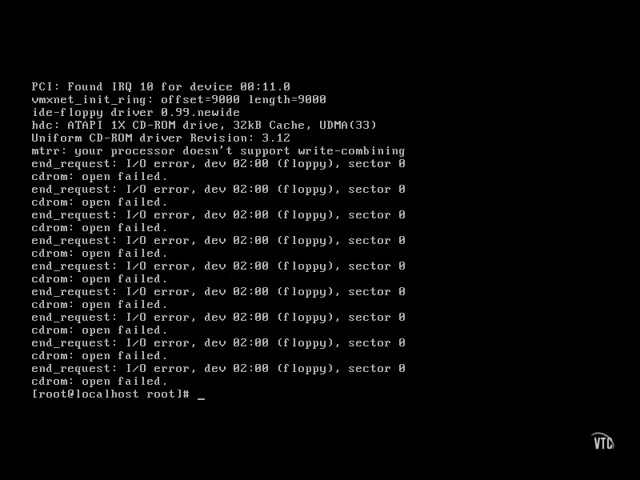 PCI: Found IRQ 10 for device 00:11.0
vmxnet_init_ring: offset=9000 length=9000
ide-floppy driver 0.99.newide
hdc: ATAPI 1X CD-ROM drive, 32kB Cache, UDMA(33)
Uniform CD-ROM driver Revision: 3.12
mtrr: your processor doesn't support write-combining
end_request: I/O error, dev 02:00 (floppy), sector 0
cdrom: open failed.
end_request: I/O error, dev 02:00 (floppy), sector 0
cdrom: open failed.
end_request: I/O error, dev 02:00 (floppy), sector 0
cdrom: open failed.
end_request: I/O error, dev 02:00 (floppy), sector 0
cdrom: open failed.
end_request: I/O error, dev 02:00 (floppy), sector 0
cdrom: open failed.
end_request: I/O error, dev 02:00 (floppy), sector 0
cdrom: open failed.
end_request: I/O error, dev 02:00 (floppy), sector 0
cdrom: open failed.
end_request: I/O error, dev 02:00 (floppy), sector 0
cdrom: open failed.
end_request: I/O error, dev 02:00 (floppy), sector 0
cdrom: open failed.
[root@localhost root]# _
VTC